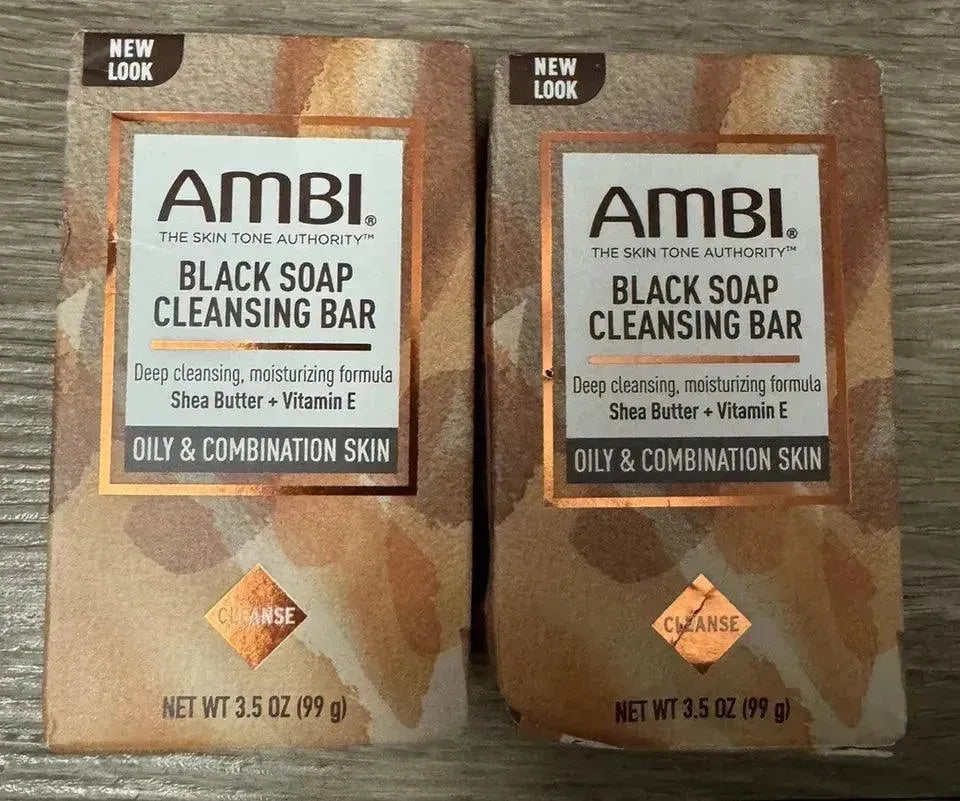 NEW
LOOK
AMBI®
THE SKIN TONE AUTHORITY™
BLACK SOAP
CLEANSING BAR
Deep cleansing, moisturizing formula
Shea Butter + Vitamin E
OILY & COMBINATION SKIN
CLEANSE
NET WT 3.5 OZ (99 g)
NEW
LOOK
AMBI®
THE SKIN TONE AUTHORITY™
BLACK SOAP
CLEANSING BAR
Deep cleansing, moisturizing formula
Shea Butter + Vitamin E
OILY & COMBINATION SKIN
CLEANSE
NET WT 3.5 OZ (99 g)